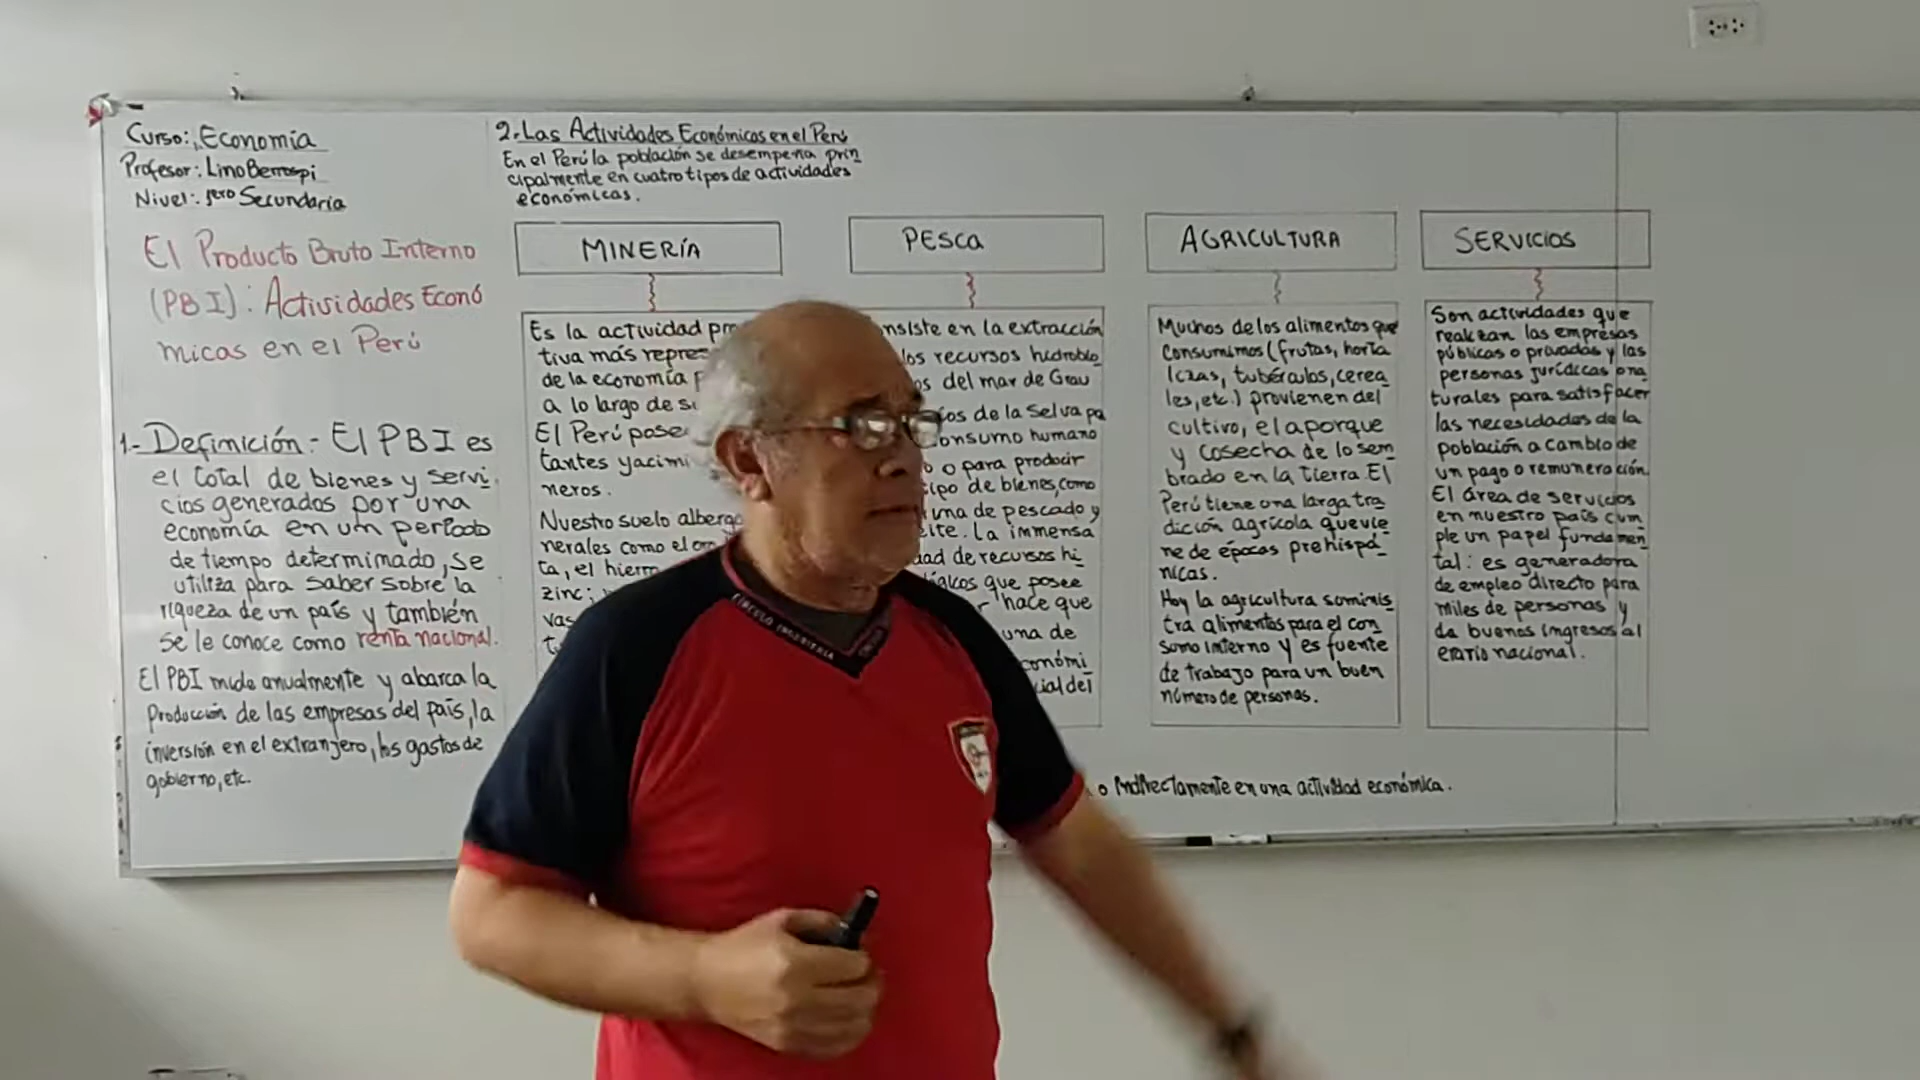 Curso: Economía
Profesor: Lino Berrospi
Nivel: 1ero Secundaria
El Producto Bruto Interno
(PBI): Actividades Econó
micas en el Perú
1.- Definición.- El PBI es
el total de bienes y servi
cios generados por una
economía en un periodo
de tiempo determinado, se
utiliza para saber sobre la
riqueza de un país y también
se le conoce como renta nacional.
El PBI mide anualmente y abarca la
Producción de las empresas del país, la
inversión en el extranjero, los gastos de
gobierno, etc.
2.- Las Actividades Económicas en el Perú
En el Perú la población se desempeña prin
cipalmente en cuatro tipos de actividades
económicas.
MINERÍA
Es la actividad
tiva más
de la economía
a lo largo de
El Perú
tantes
neros.
Nuestro suelo
nerales como el
ta, el
zinc;
PESCA
en la extracción
los recursos hidrobio
del mar de Grau
de la Selva pa
consumo humano
o para producir
tipo de bienes, como
de pescado y
La inmensa
de recursos hi
que posee
hace que
una de
AGRICULTURA
Muchos de los alimentos que
consumimos (frutas, horta
lizas, tubérculos, cerea
les, etc.) provienen del
cultivo, el aporque
y cosecha de lo sem
brado en la tierra El
Perú tiene una larga tra
dición agrícola que vie
ne de épocas prehispá
nicas.
Hoy la agricultura suminis
tra alimentos para el con
sumo interno y es fuente
de trabajo para un buen
número de personas.
SERVICIOS
Son actividades que
realizan las empresas
públicas o privadas y las
personas jurídicas o na
turales para satisfacer
las necesidades de la
población a cambio de
un pago o remuneración.
El área de servicios
en nuestro país cum
ple un papel fundamen
tal: es generadora
de empleo directo para
miles de personas y
da buenos ingresos al
erario nacional.
o indirectamente en una actividad económica.
CÍRCULO INGENIERÍA